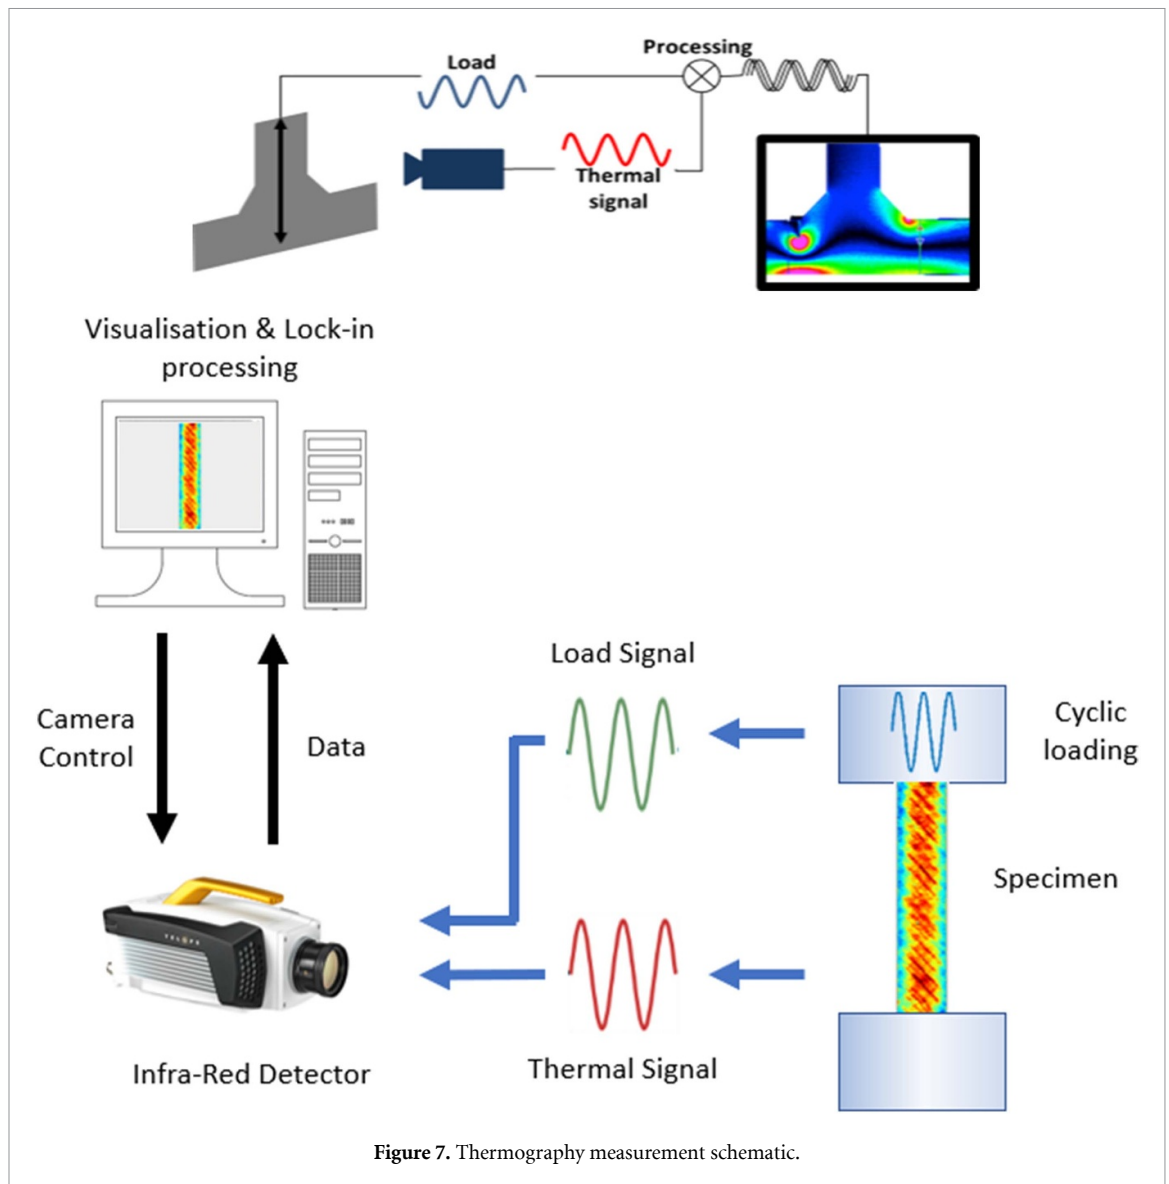 Processing
Load
Thermal
signal
Visualisation & Lock-in
processing
Load Signal
Cyclic
loading
Camera
Control
Data
Specimen
TELOPS
Infra-Red Detector
Thermal Signal
Figure 7. Thermography measurement schematic.